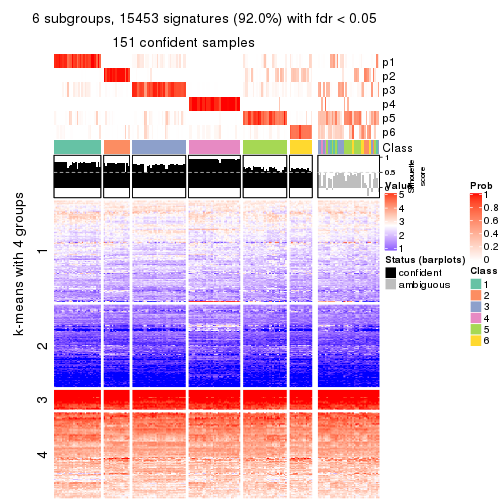 6 subgroups, 15453 signatures (92.0%) with fdr < 0.05
151 confident samples
p1
p2
p3
p4
p5
p6
Class
1
0.5
0
Silhouette
score
k-means with 4 groups
1
2
3
4
Value
5
4
3
2
1
Status (barplots)
confident
ambiguous
Prob
1
0.8
0.6
0.4
0.2
0
Class
1
2
3
4
5
6